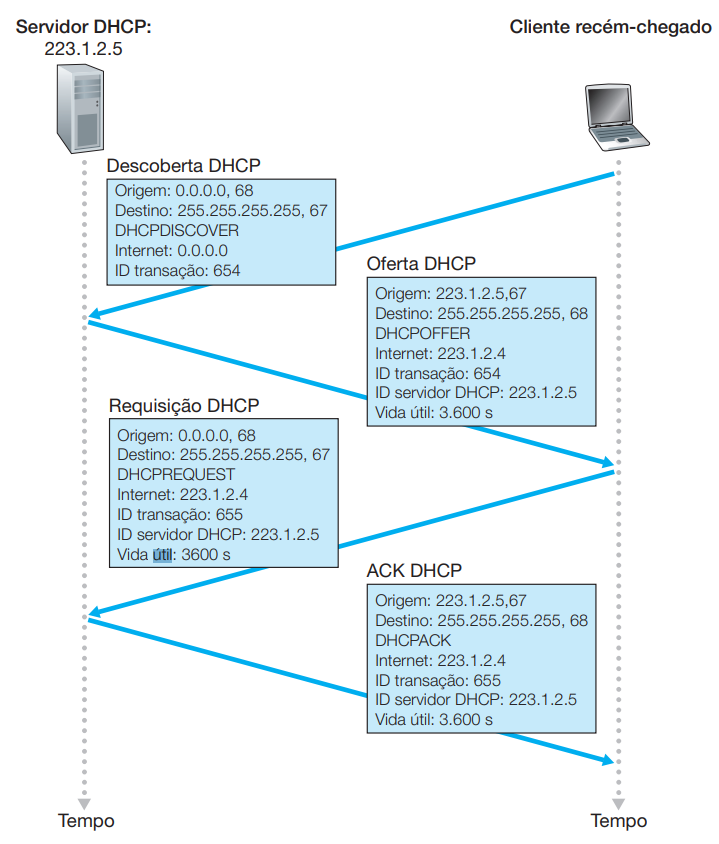 Servidor DHCP:
223.1.2.5
Cliente recém-chegado
Descoberta DHCP
Origem: 0.0.0.0, 68
Destino: 255.255.255.255, 67
DHCPDISCOVER
Internet: 0.0.0.0
ID transação: 654
Oferta DHCP
Origem: 223.1.2.5,67
Destino: 255.255.255.255, 68
DHCPOFFER
Internet: 223.1.2.4
ID transação: 654
ID servidor DHCP: 223.1.2.5
Vida útil: 3.600 s
Requisição DHCP
Origem: 0.0.0.0, 68
Destino: 255.255.255.255, 67
DHCPREQUEST
Internet: 223.1.2.4
ID transação: 655
ID servidor DHCP: 223.1.2.5
Vida útil: 3600 s
ACK DHCP
Origem: 223.1.2.5,67
Destino: 255.255.255.255, 68
DHCPACK
Internet: 223.1.2.4
ID transação: 655
ID servidor DHCP: 223.1.2.5
Vida útil: 3.600 s
Tempo
Tempo